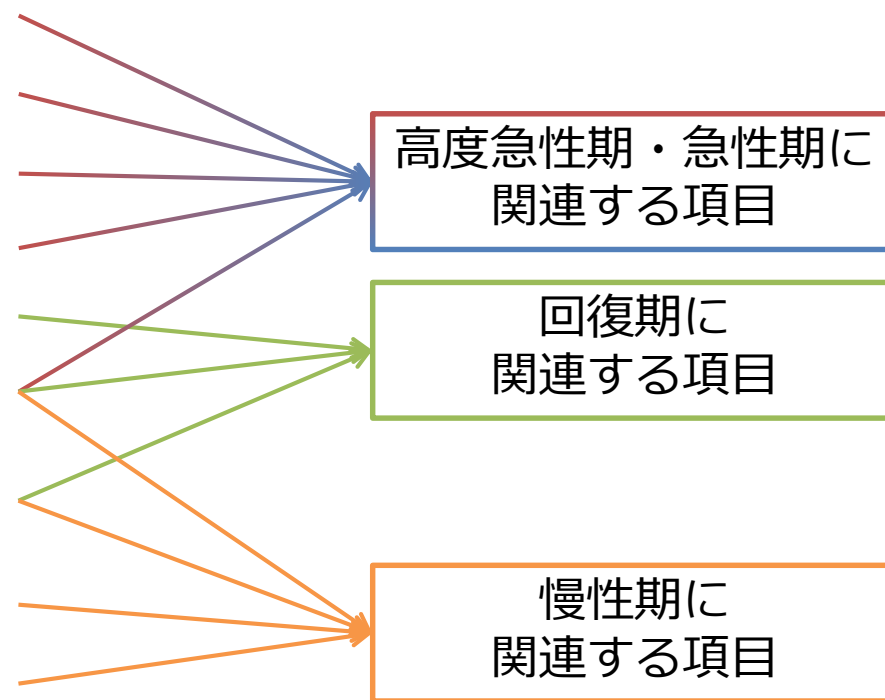 高度急性期・急性期に
関連する項目
回復期に
関連する項目
慢性期に
関連する項目